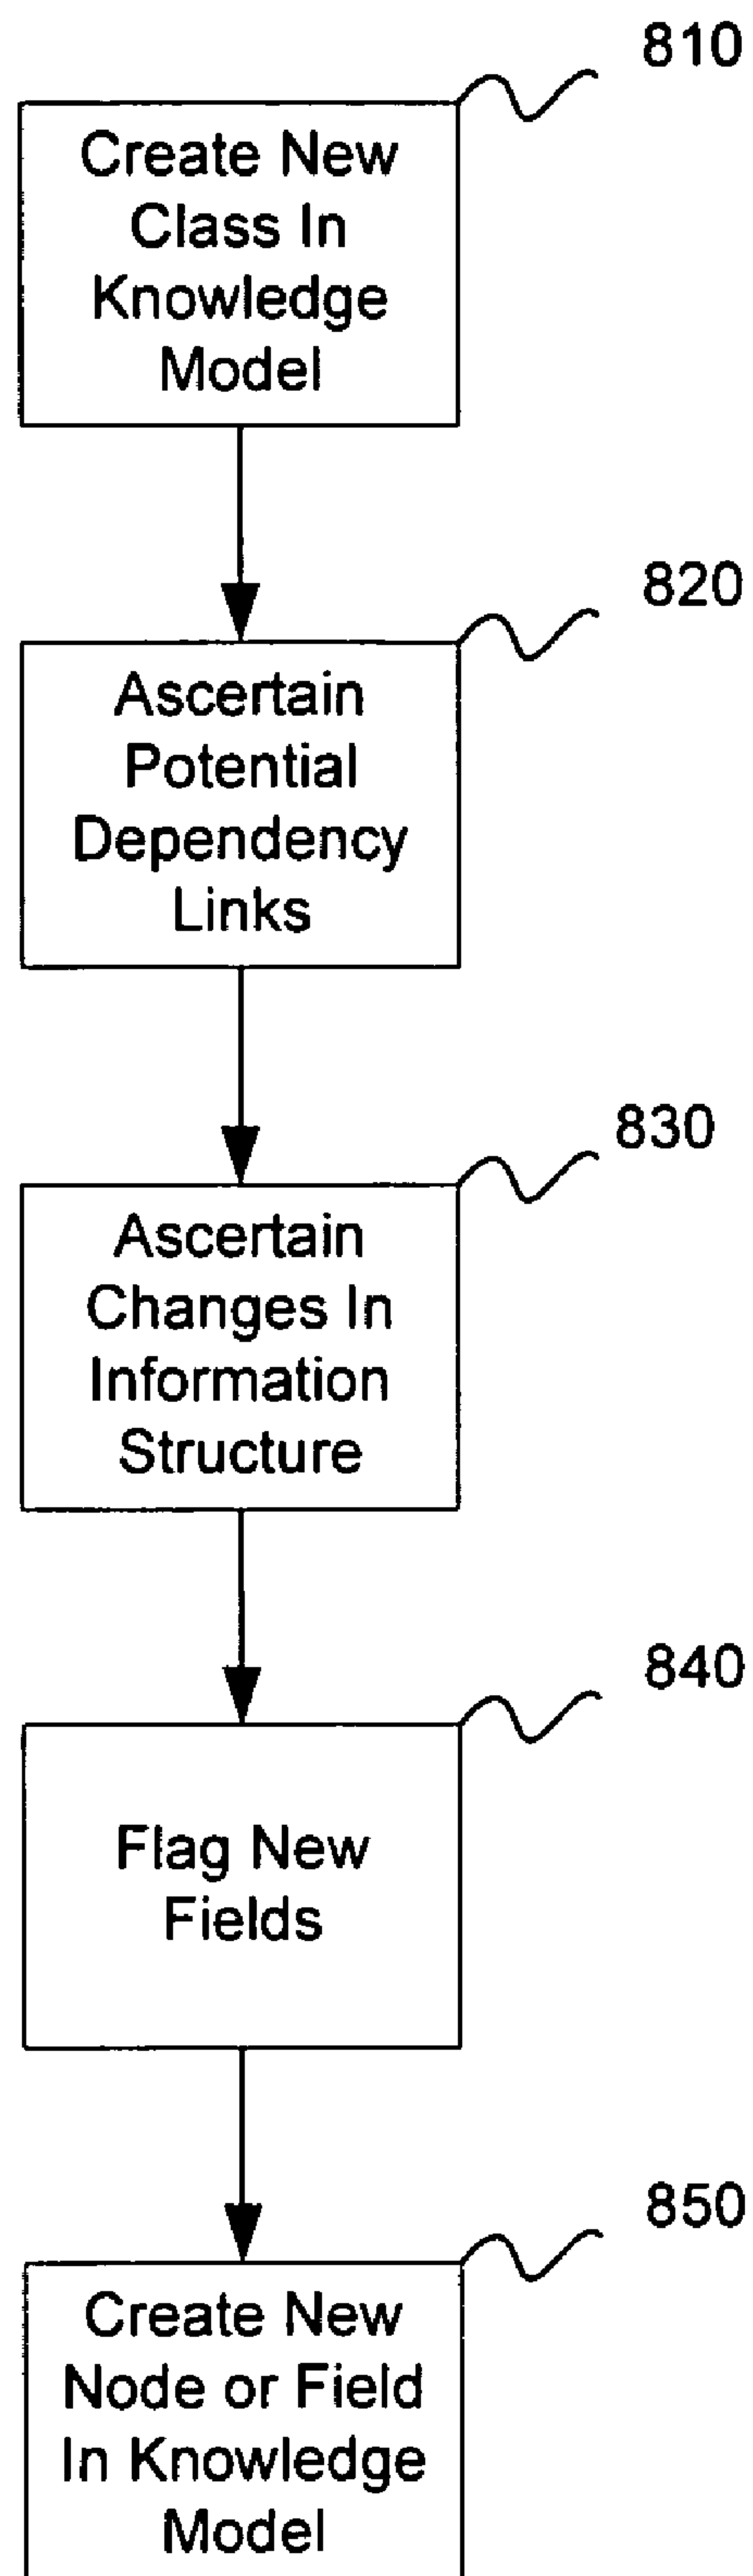 810
Create New
Class In
Knowledge
Model
820
Ascertain
Potential
Dependency
Links
830
Ascertain
Changes In
Information
Structure
840
Flag New
Fields
850
Create New
Node or Field
In Knowledge
Model